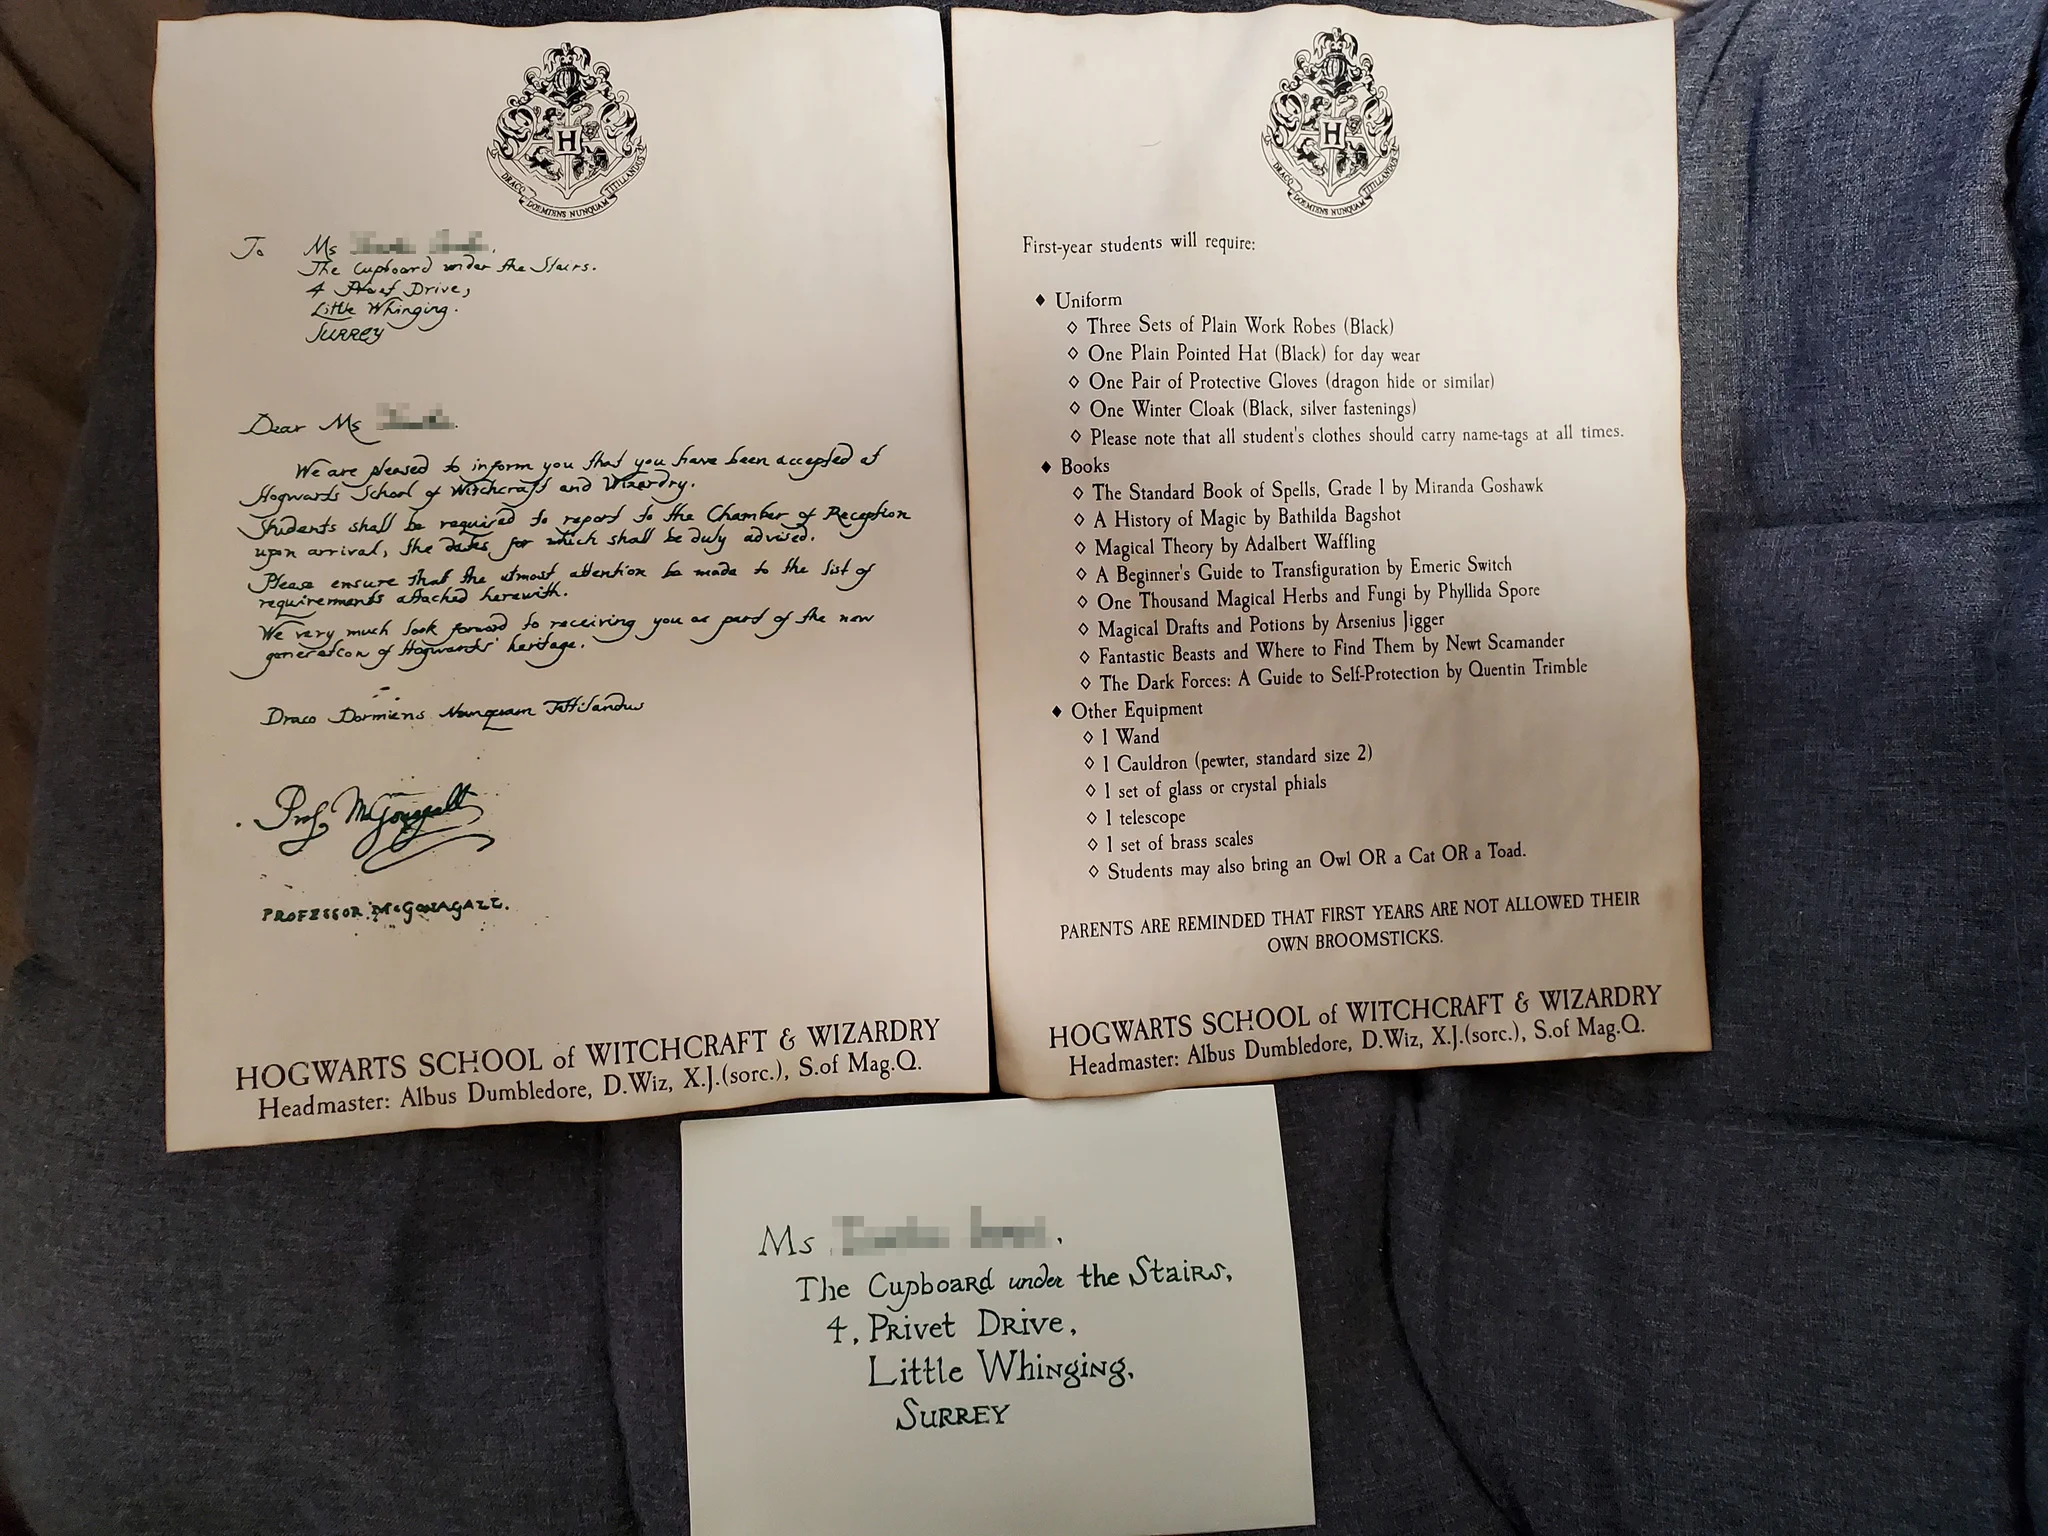 DRACO DORMIENS NUNQUAM TITILLANDUS
H
To Ms
The Cupboard under the Stairs.
4 Privet Drive,
Little Whinging.
SURREY
Dear Ms
We are pleased to inform you that you have been accepted at
Hogwarts School of Witchcraft and Wizardry.
Students shall be required to report to the Chamber of Reception
upon arrival, the dates for which shall be duly advised.
Please ensure that the utmost attention be made to the list of
requirements attached herewith.
We very much look forward to receiving you as part of the new
generation of Hogwarts' heritage.
Draco Dormiens Nunquam Tittilandus
Prof. McGonagall
PROFESSOR McGONAGALL.
HOGWARTS SCHOOL of WITCHCRAFT & WIZARDRY
Headmaster: Albus Dumbledore, D.Wiz, X.J.(sorc.), S.of Mag.Q.
DRACO DORMIENS NUNQUAM TITILLANDUS
H
First-year students will require:
◆ Uniform
◇ Three Sets of Plain Work Robes (Black)
◇ One Plain Pointed Hat (Black) for day wear
◇ One Pair of Protective Gloves (dragon hide or similar)
◇ One Winter Cloak (Black, silver fastenings)
◇ Please note that all student's clothes should carry name-tags at all times.
◆ Books
◇ The Standard Book of Spells, Grade 1 by Miranda Goshawk
◇ A History of Magic by Bathilda Bagshot
◇ Magical Theory by Adalbert Waffling
◇ A Beginner's Guide to Transfiguration by Emeric Switch
◇ One Thousand Magical Herbs and Fungi by Phyllida Spore
◇ Magical Drafts and Potions by Arsenius Jigger
◇ Fantastic Beasts and Where to Find Them by Newt Scamander
◇ The Dark Forces: A Guide to Self-Protection by Quentin Trimble
◆ Other Equipment
◇ 1 Wand
◇ 1 Cauldron (pewter, standard size 2)
◇ 1 set of glass or crystal phials
◇ 1 telescope
◇ 1 set of brass scales
◇ Students may also bring an Owl OR a Cat OR a Toad.
PARENTS ARE REMINDED THAT FIRST YEARS ARE NOT ALLOWED THEIR
OWN BROOMSTICKS.
HOGWARTS SCHOOL of WITCHCRAFT & WIZARDRY
Headmaster: Albus Dumbledore, D.Wiz, X.J.(sorc.), S.of Mag.Q.
Ms
The Cupboard under the Stairs,
4, Privet Drive,
Little Whinging,
SURREY